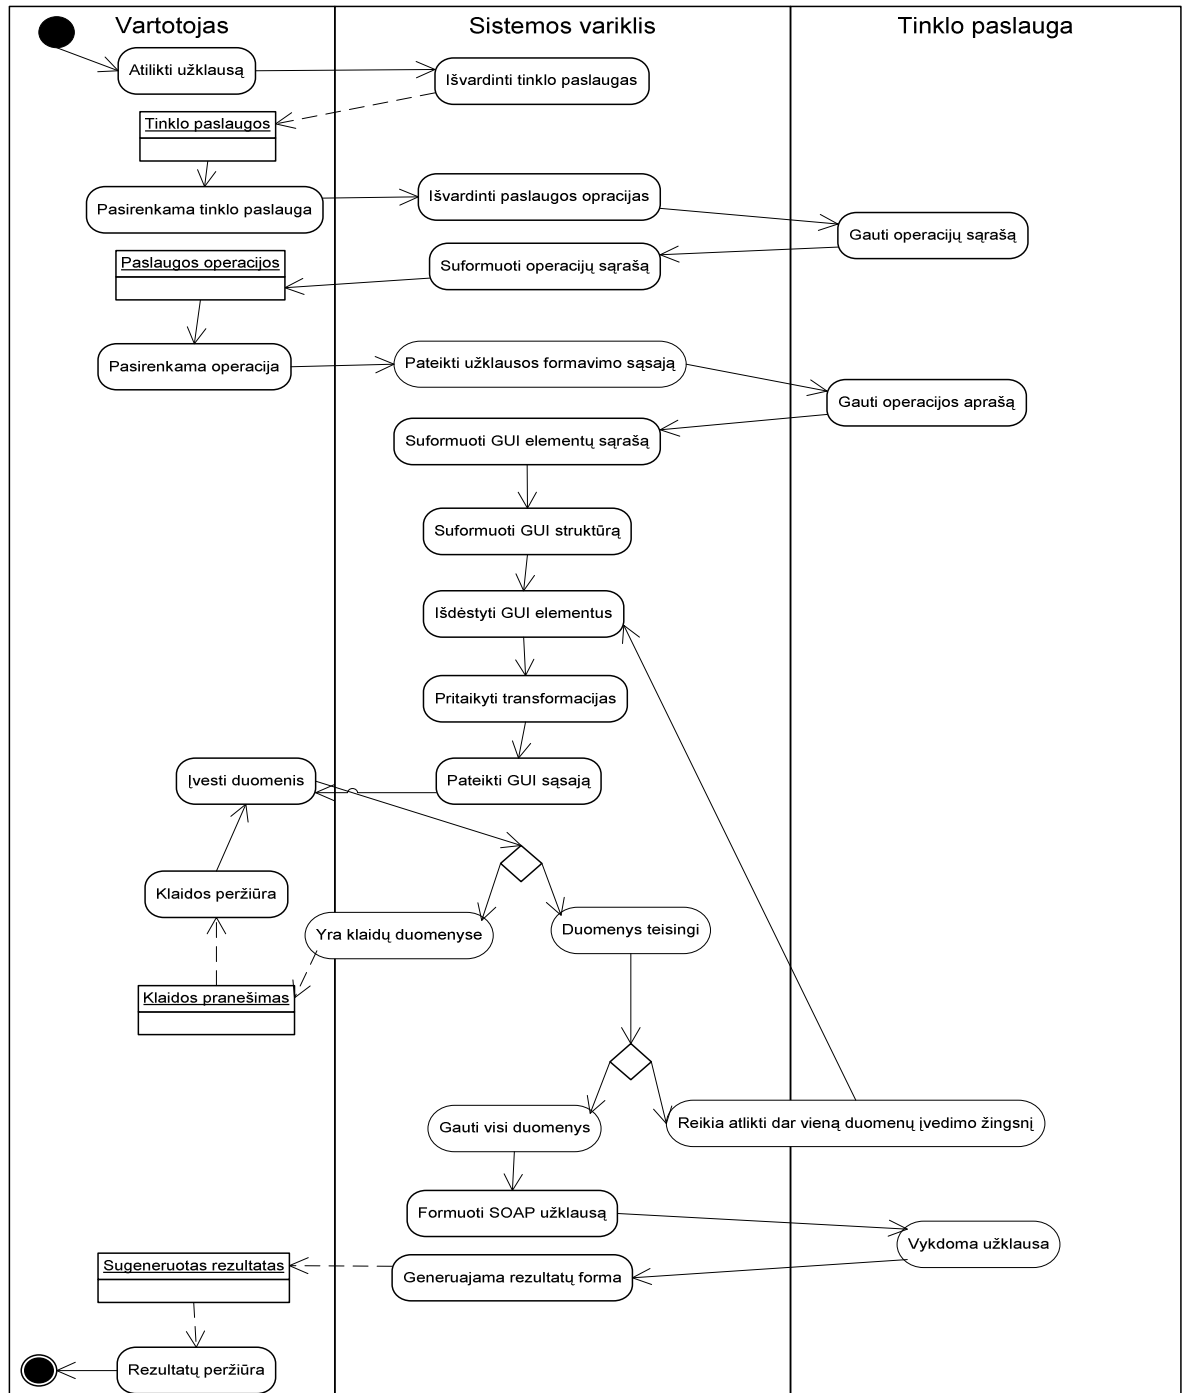 Vartotojas
Sistemos variklis
Tinklo paslauga
Atilikti užklausą
Išvardinti tinklo paslaugas
Tinklo paslaugos
Pasirenkama tinklo paslauga
Išvardinti paslaugos opracijas
Gauti operacijų sąrašą
Suformuoti operacijų sąrašą
Paslaugos operacijos
Pasirenkama operacija
Pateikti užklausos formavimo sąsają
Gauti operacijos aprašą
Suformuoti GUI elementų sąrašą
Suformuoti GUI struktūrą
Išdėstyti GUI elementus
Pritaikyti transformacijas
Pateikti GUI sąsają
Įvesti duomenis
Klaidos peržiūra
Yra klaidų duomenyse
Duomenys teisingi
Klaidos pranešimas
Gauti visi duomenys
Reikia atlikti dar vieną duomenų įvedimo žingsnį
Formuoti SOAP užklausą
Vykdoma užklausa
Generuajama rezultatų forma
Sugeneruotas rezultatas
Rezultatų peržiūra